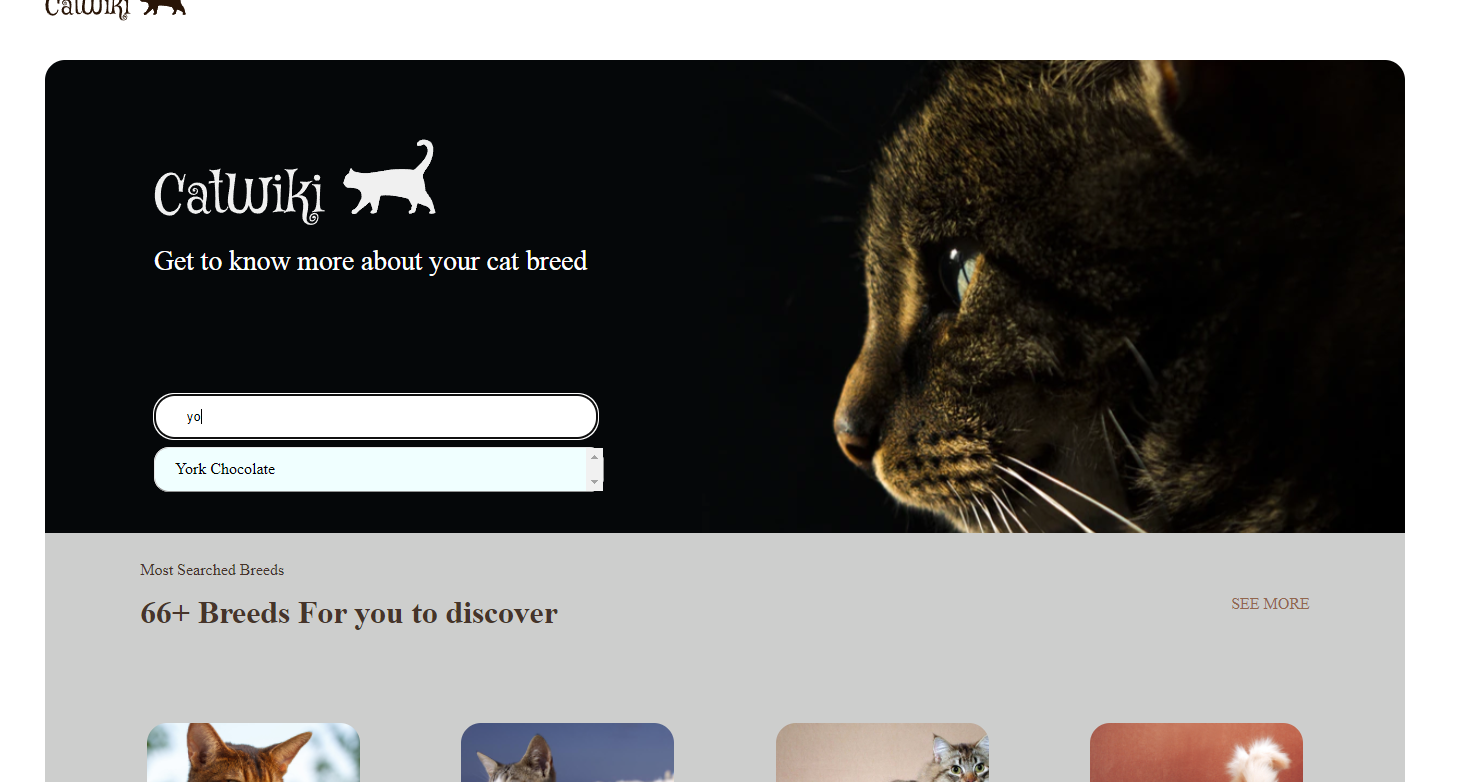 CatWiki
CatWiki
Get to know more about your cat breed
yo
York Chocolate
Most Searched Breeds
66+ Breeds For you to discover
SEE MORE